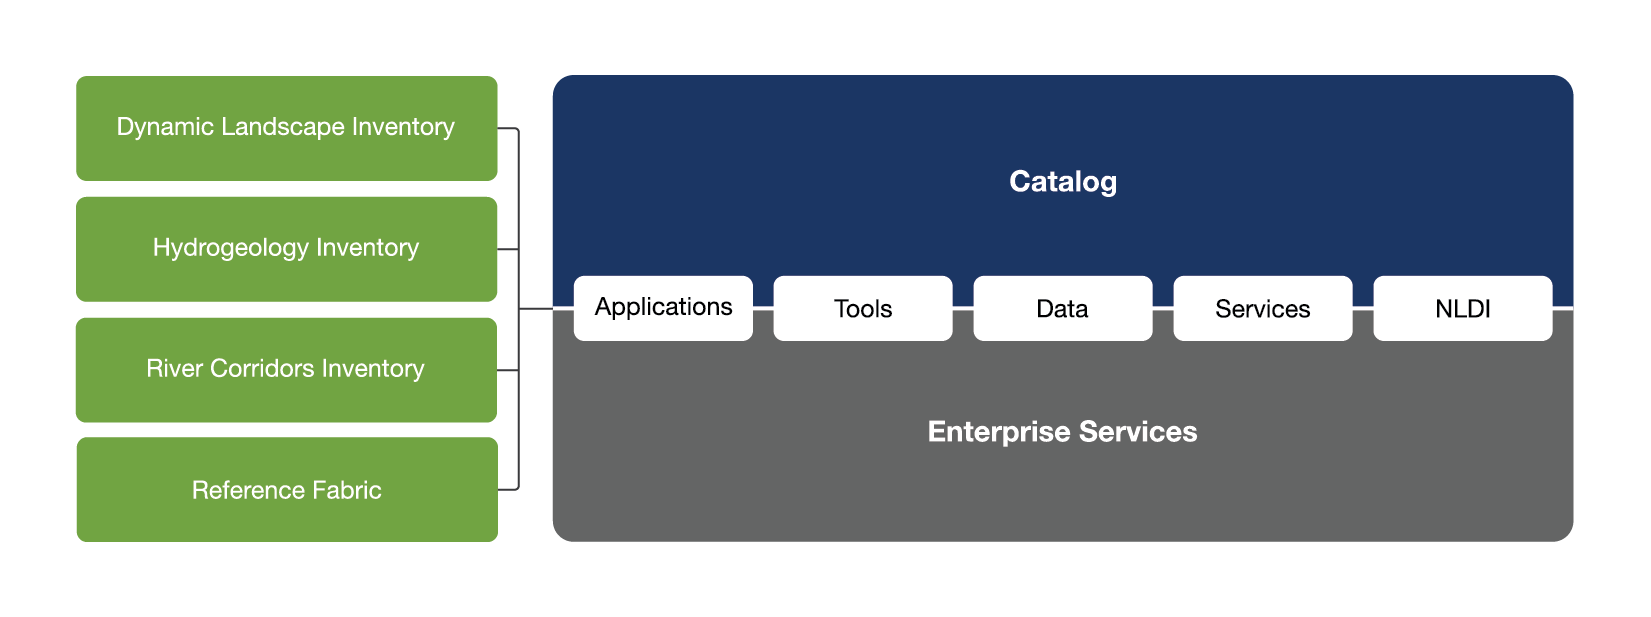 Dynamic Landscape Inventory
Hydrogeology Inventory
River Corridors Inventory
Reference Fabric
Catalog
Applications
Tools
Data
Services
NLDI
Enterprise Services